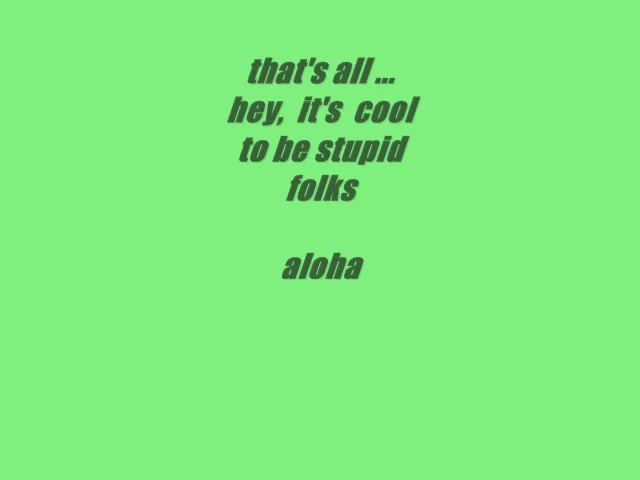 that's all ...
hey,  it's  cool
to be stupid
folks
aloha